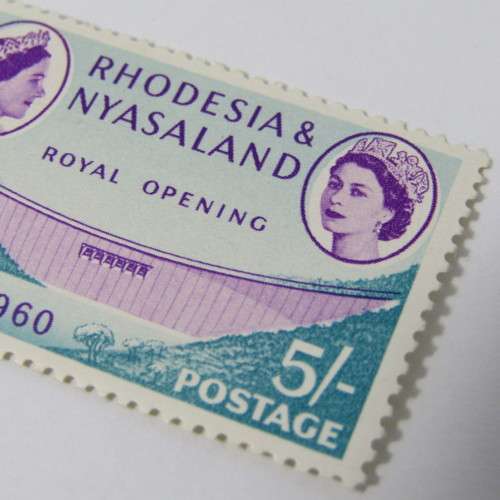 RHODESIA &
NYASALAND
ROYAL OPENING
960
5/-
POSTAGE